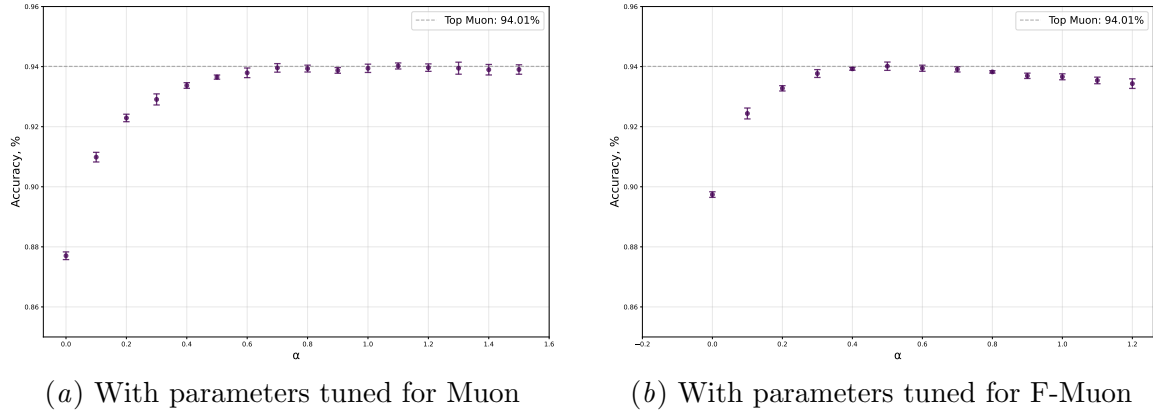 0.96
0.94
0.92
0.90
0.88
0.86
Accuracy, %
Top Muon: 94.01%
0.0 0.2 0.4 0.6 0.8 1.0 1.2 1.4 1.6
α
(a) With parameters tuned for Muon
0.96
0.94
0.92
0.90
0.88
0.86
Accuracy, %
Top Muon: 94.01%
−0.2 0.0 0.2 0.4 0.6 0.8 1.0 1.2
α
(b) With parameters tuned for F-Muon